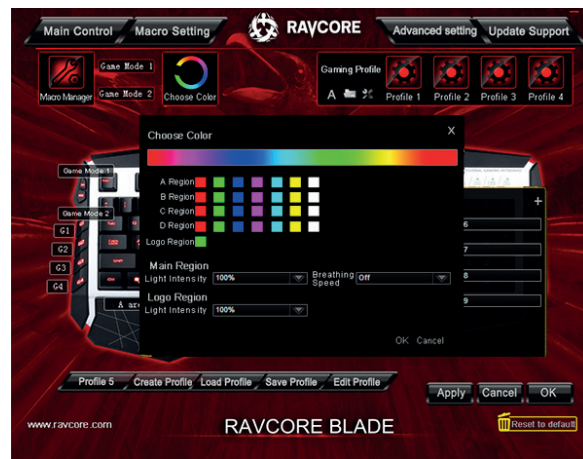 Main Control Macro Setting RAVCORE Advanced setting Update Support
Game Mode 1
Game Mode 2
Macro Manager
Choose Color
Gaming Profile
A
Profile 1 Profile 2 Profile 3 Profile 4
Choose Color X
Game Mode 1
Game Mode 2
G1
G2
G3
G4
A Region
B Region
C Region
D Region
Logo Region
Main Region
Light Intensity 100% Breathing Speed Off
Logo Region
Light Intensity 100%
OK Cancel
+
6
7
8
9
Profile 5 Create Profile Load Profile Save Profile Edit Profile
Apply Cancel OK
www.ravcore.com RAVCORE BLADE Reset to default